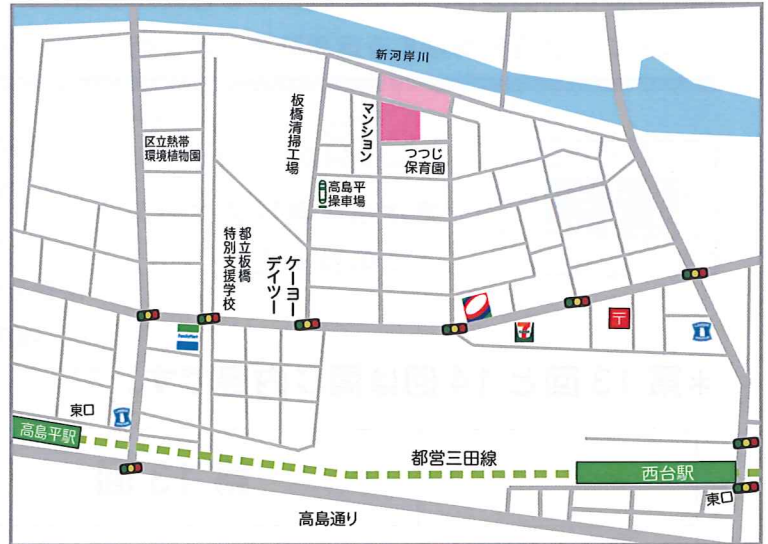 新河岸川
区立熱帯
環境植物園
板橋清掃工場
マンション
つつじ
保育園
高島平
操車場
都立板橋
特別支援学校
ケーヨー
デイツー
7
〒
FamilyMart
東口
高島平駅
都営三田線
西台駅
東口
高島通り